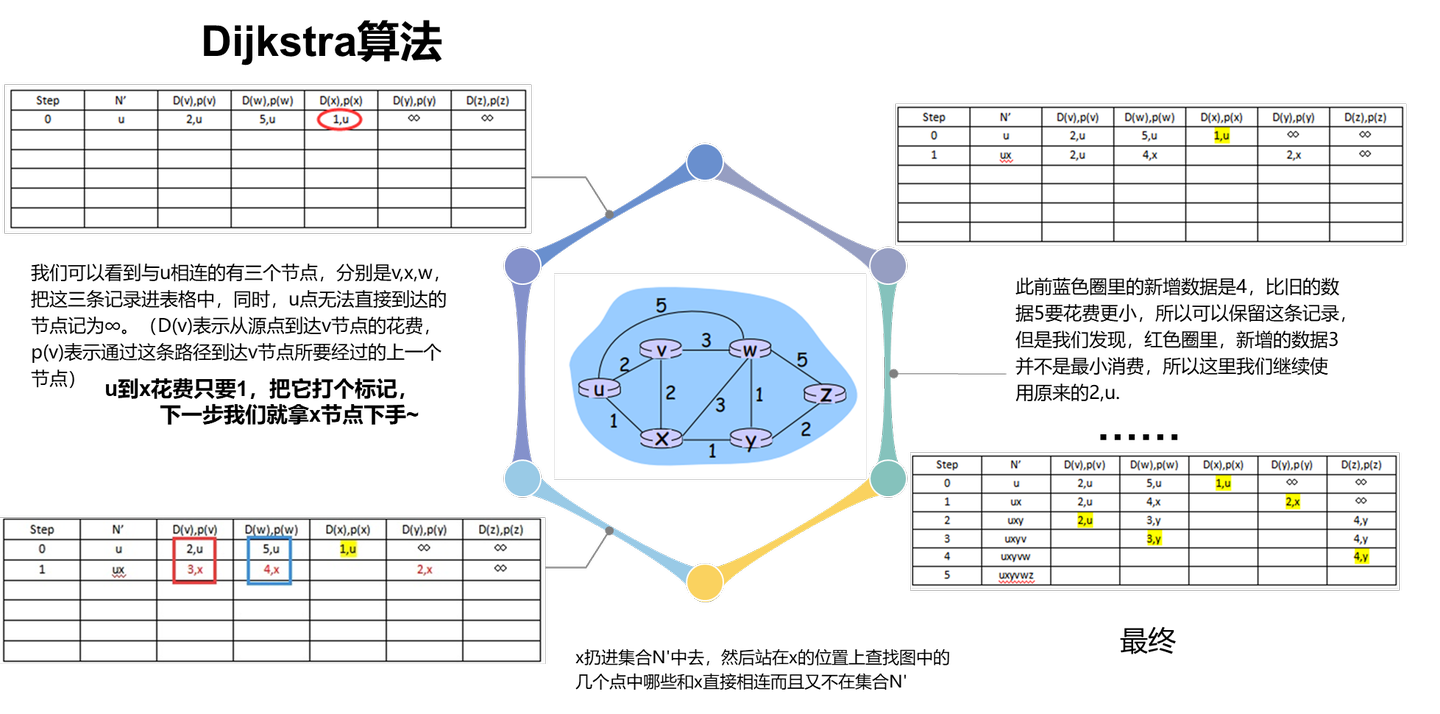 Dijkstra算法
Step N′ D(v),p(v) D(w),p(w) D(x),p(x) D(y),p(y) D(z),p(z)
0 u 2,u 5,u 1,u ∞ ∞
我们可以看到与u相连的有三个节点，分别是v,x,w，
把这三条记录进表格中，同时，u点无法直接到达的
节点记为∞。（D(v)表示从源点到达v节点的花费，
p(v)表示通过这条路径到达v节点所要经过的上一个
节点）
u到x花费只要1，把它打个标记，
下一步我们就拿x节点下手~
Step N′ D(v),p(v) D(w),p(w) D(x),p(x) D(y),p(y) D(z),p(z)
0 u 2,u 5,u 1,u ∞ ∞
1 ux 3,x 4,x 2,x ∞
5
v 3 w
2 5
u 2 3 1 z
1 2
x 1 y
x扔进集合N'中去，然后站在x的位置上查找图中的
几个点中哪些和x直接相连而且又不在集合N'
Step N′ D(v),p(v) D(w),p(w) D(x),p(x) D(y),p(y) D(z),p(z)
0 u 2,u 5,u 1,u ∞ ∞
1 ux 2,u 4,x 2,x ∞
此前蓝色圈里的新增数据是4，比旧的数
据5要花费更小，所以可以保留这条记录，
但是我们发现，红色圈里，新增的数据3
并不是最小消费，所以这里我们继续使
用原来的2,u.
······
Step N′ D(v),p(v) D(w),p(w) D(x),p(x) D(y),p(y) D(z),p(z)
0 u 2,u 5,u 1,u ∞ ∞
1 ux 2,u 4,x 2,x ∞
2 uxy 2,u 3,y 4,y
3 uxyv 3,y 4,y
4 uxyvw 4,y
5 uxyvwz
最终